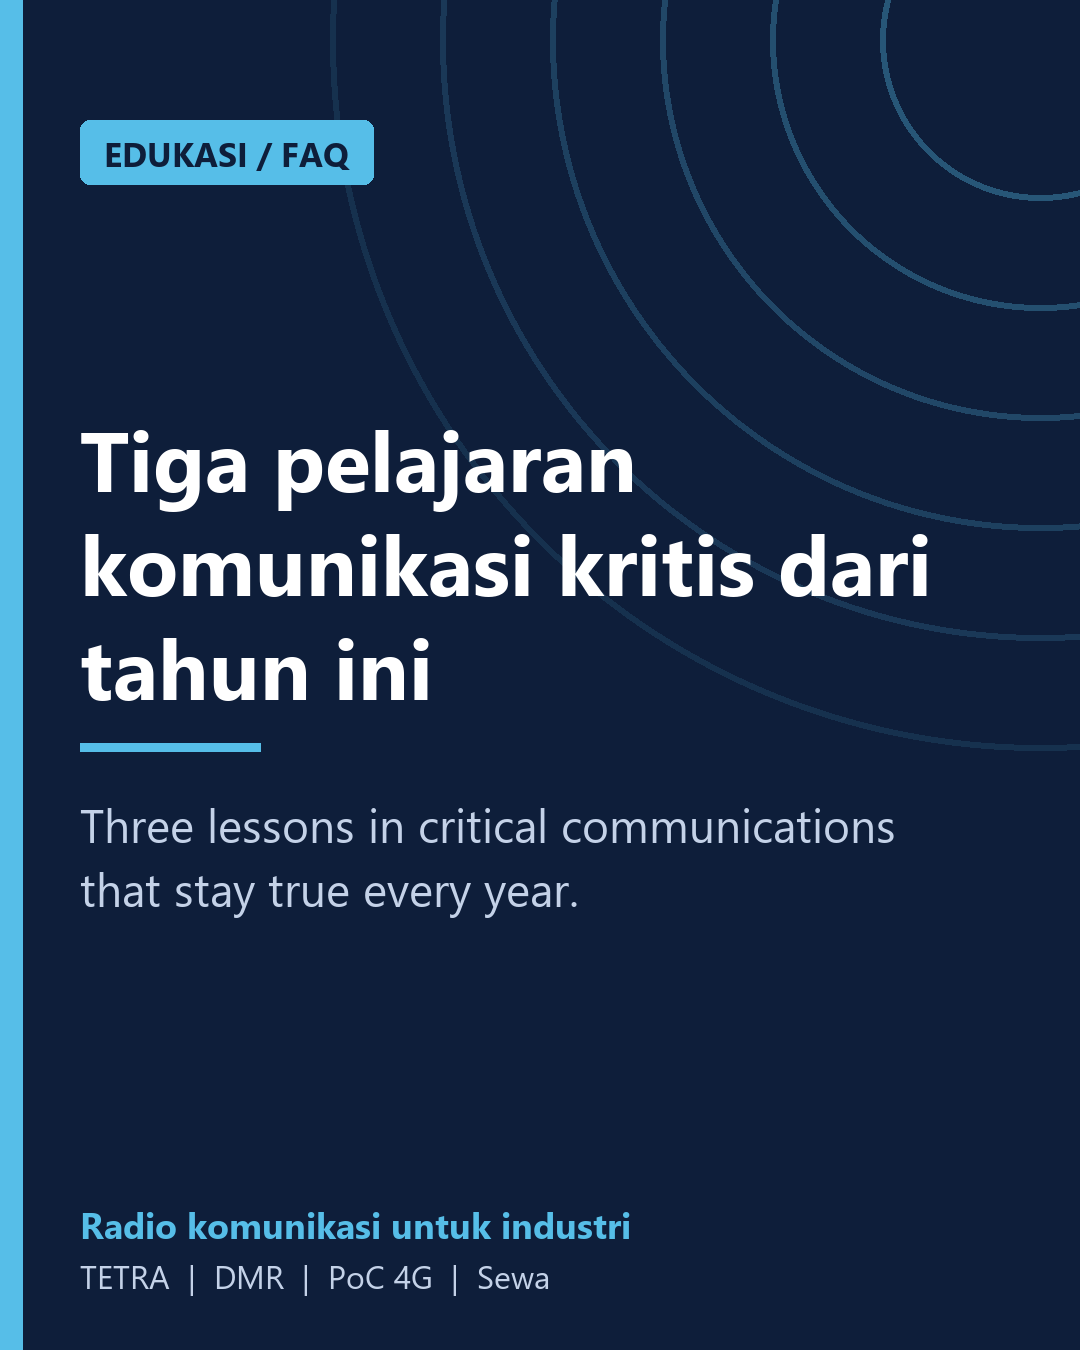 EDUKASI / FAQ
Tiga pelajaran
komunikasi kritis dari
tahun ini
Three lessons in critical communications
that stay true every year.
Radio komunikasi untuk industri
TETRA | DMR | PoC 4G | Sewa